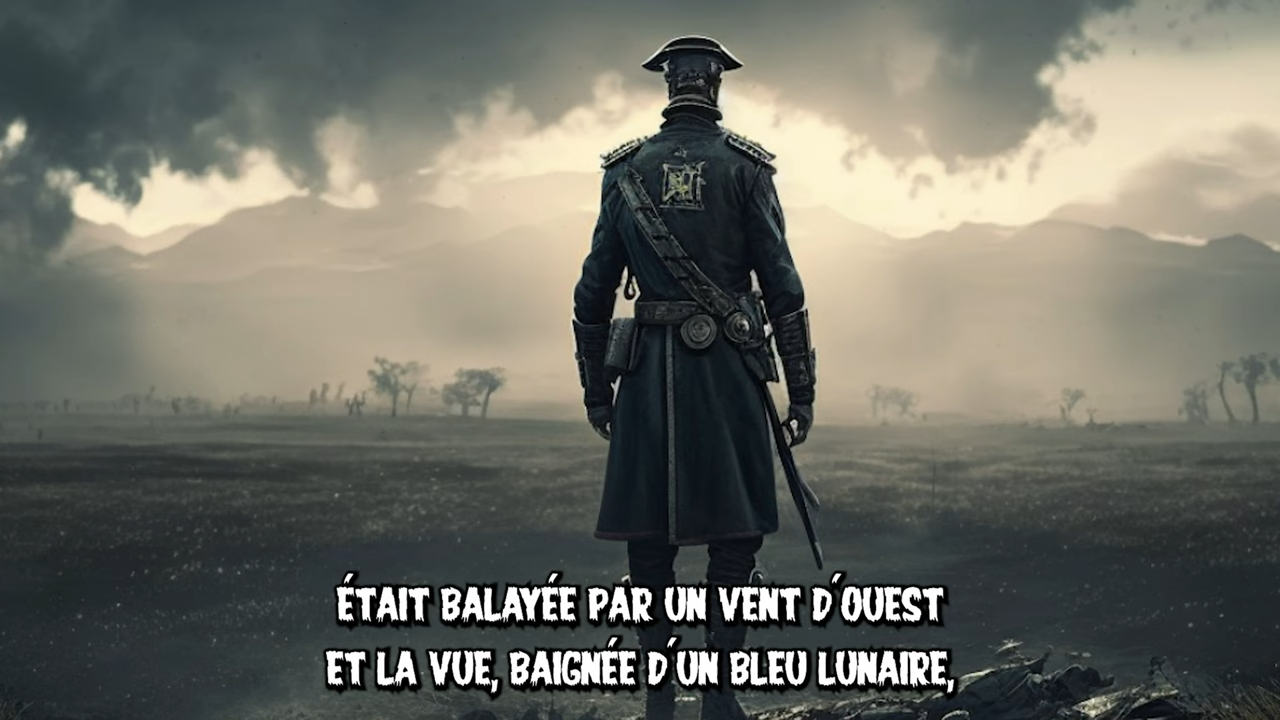 ÉTAIT BALAYÉE PAR UN VENT D'OUEST
ET LA VUE, BAIGNÉE D'UN BLEU LUNAIRE,